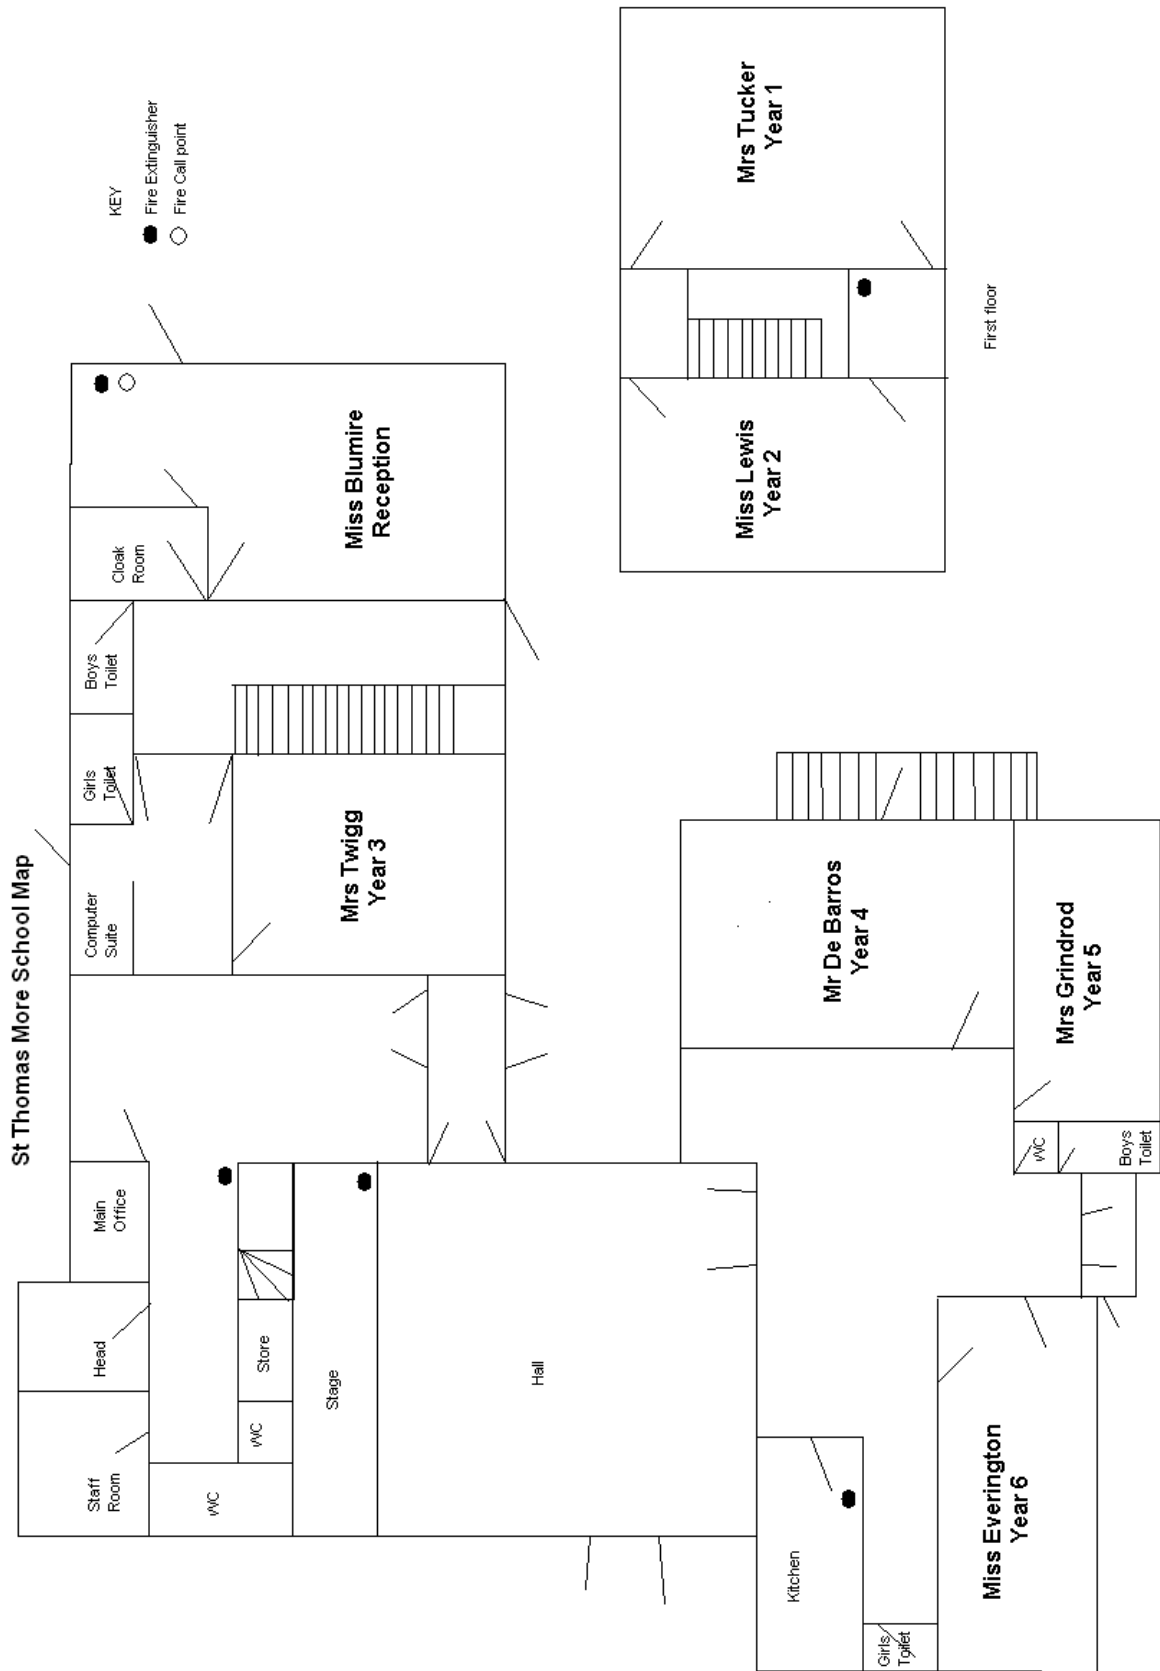 St Thomas More School Map
KEY
Fire Extinguisher
Fire Call point
Staff
Room
Head
Main
Office
Computer
Suite
Girls
Toilet
Boys
Toilet
Cloak
Room
WC
WC
Store
Stage
Hall
Mrs Twigg
Year 3
Miss Blumire
Reception
Miss Lewis
Year 2
Mrs Tucker
Year 1
First floor
Kitchen
Girls
Toilet
Miss Everington
Year 6
WC
Boys
Toilet
Mr De Barros
Year 4
Mrs Grindrod
Year 5